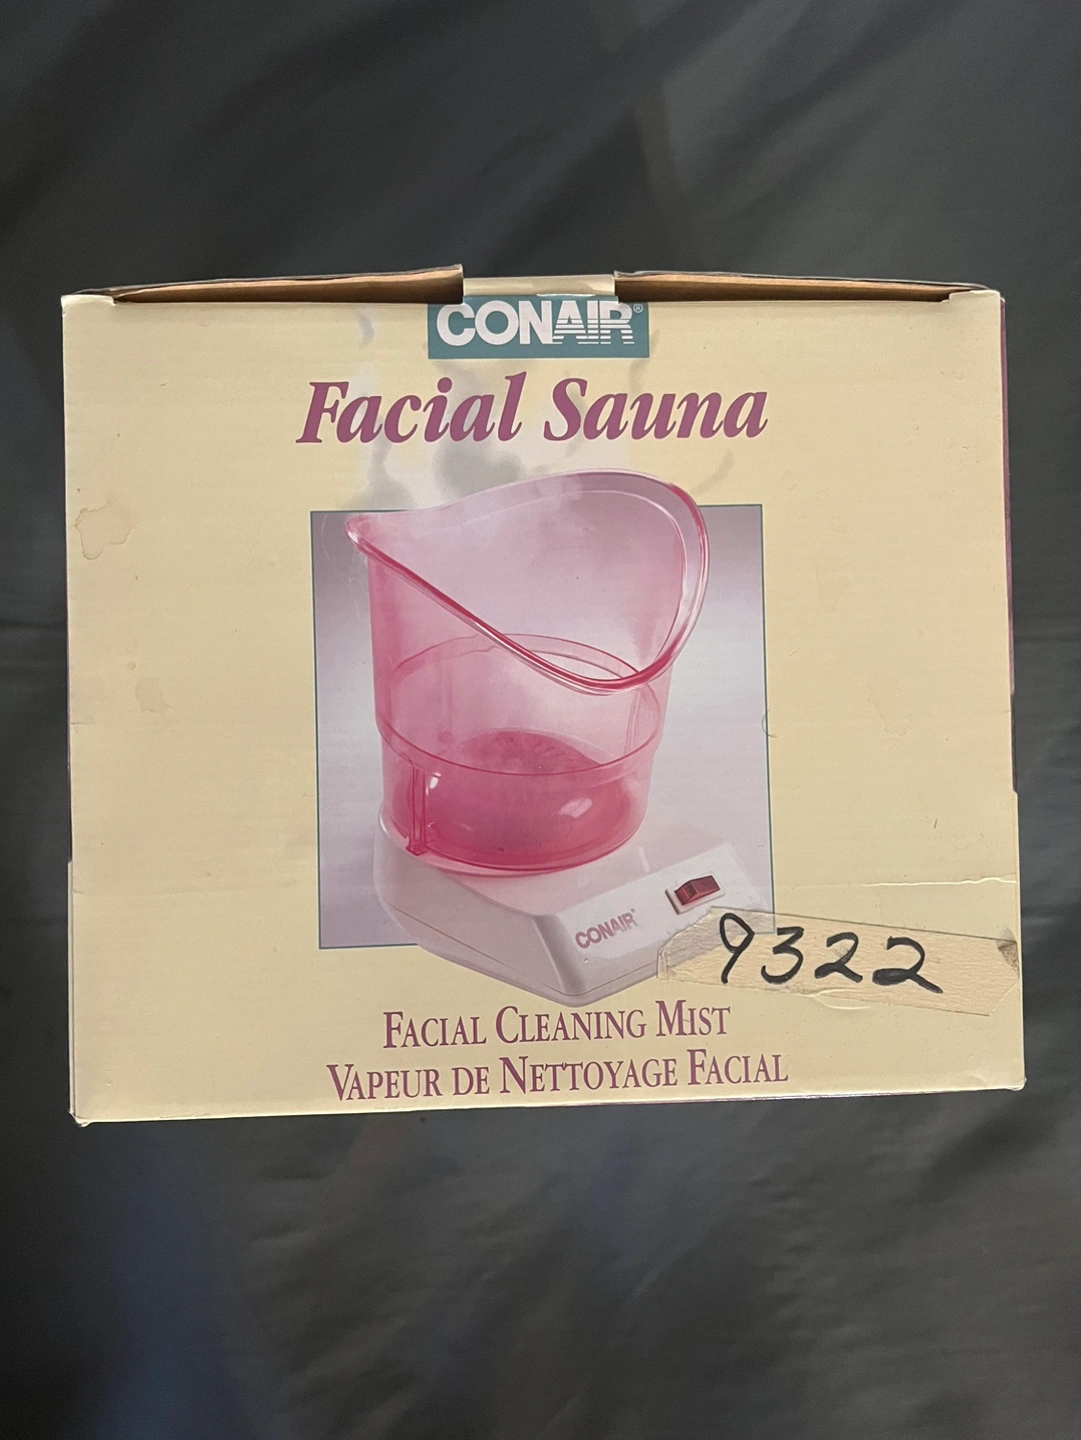 CONAIR®
Facial Sauna
CONAIR®
9322
FACIAL CLEANING MIST
VAPEUR DE NETTOYAGE FACIAL